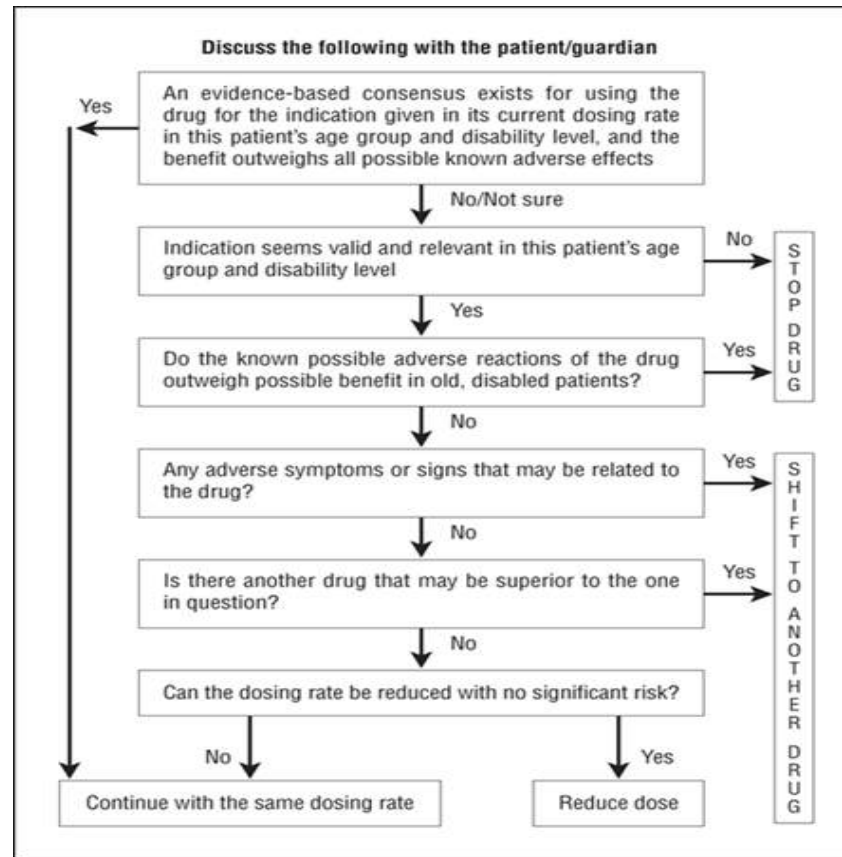 Discuss the following with the patient/guardian
An evidence-based consensus exists for using the
drug for the indication given in its current dosing rate
in this patient's age group and disability level, and the
benefit outweighs all possible known adverse effects
Yes
No/Not sure
Indication seems valid and relevant in this patient's age
group and disability level
No
STOP DRUG
Yes
Do the known possible adverse reactions of the drug
outweigh possible benefit in old, disabled patients?
Yes
No
Any adverse symptoms or signs that may be related to
the drug?
Yes
SHIFT TO ANOTHER DRUG
No
Is there another drug that may be superior to the one
in question?
Yes
No
Can the dosing rate be reduced with no significant risk?
No
Yes
Continue with the same dosing rate
Reduce dose